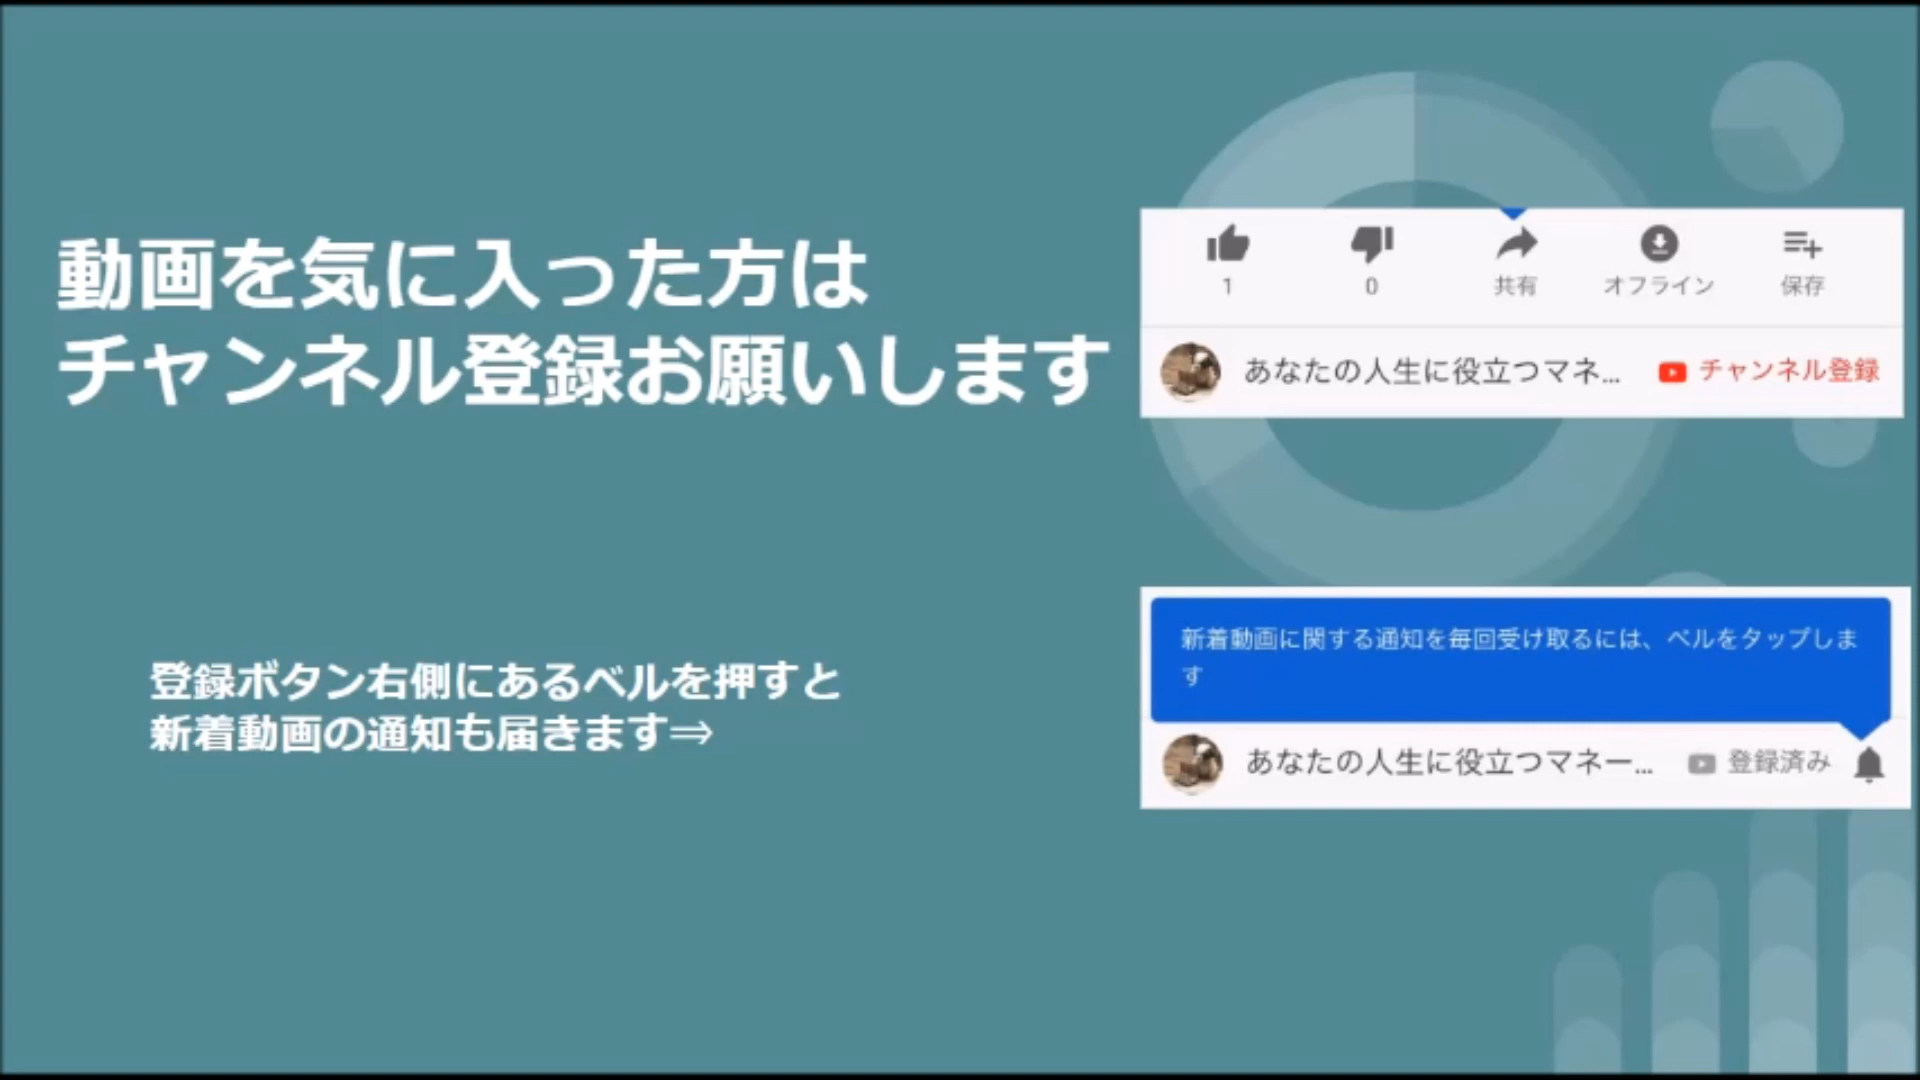 動画を気に入った方は
チャンネル登録お願いします
1
0
共有
オフライン
保存
あなたの人生に役立つマネ...
チャンネル登録
登録ボタン右側にあるベルを押すと
新着動画の通知も届きます⇒
新着動画に関する通知を毎回受け取るには、ベルをタップしま
す
あなたの人生に役立つマネー...
登録済み